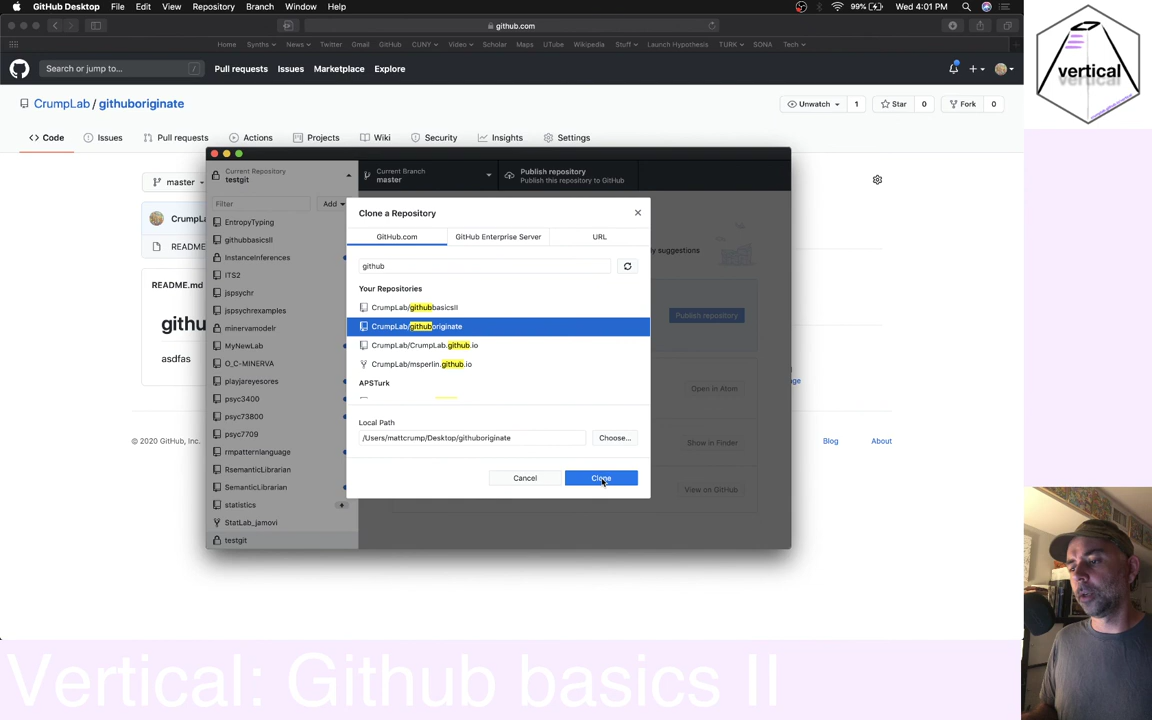 GitHub Desktop File Edit View Repository Branch Window Help 99% Wed 4:01 PM
github.com
Home Synths News Twitter Gmail GitHub CUNY Video Scholar Maps UTube Wikipedia Stuff Launch Hypothesis TURK SONA Tech
Search or jump to... / Pull requests Issues Marketplace Explore
vertical
CrumpLab / githuboriginate Unwatch 1 Star 0 Fork 0
Code Issues Pull requests Actions Projects Wiki Security Insights Settings
master
CrumpLa
README
README.md
githu
asdfas
© 2020 GitHub, Inc.
Blog About
Current Repository
testgit
Current Branch
master
Publish repository
Publish this repository to GitHub
Filter Add
EntropyTyping
githubbasicsII
InstanceInferences
ITS2
jspsychr
jspsychrexamples
minervamodelr
MyNewLab
O_C-MINERVA
playjareyesores
psyc3400
psyc73800
psyc7709
rmpatternlanguage
RsemanticLibrarian
SemanticLibrarian
statistics
StatLab_jamovi
testgit
Clone a Repository
GitHub.com GitHub Enterprise Server URL
github
Your Repositories
CrumpLab/githubbasicsII
CrumpLab/githuboriginate
CrumpLab/CrumpLab.github.io
CrumpLab/msperlin.github.io
APSTurk
Local Path
/Users/mattcrump/Desktop/githuboriginate Choose...
Cancel Clone
ly suggestions
Publish repository
Open in Atom
Show in Finder
View on GitHub
Vertical: Github basics II